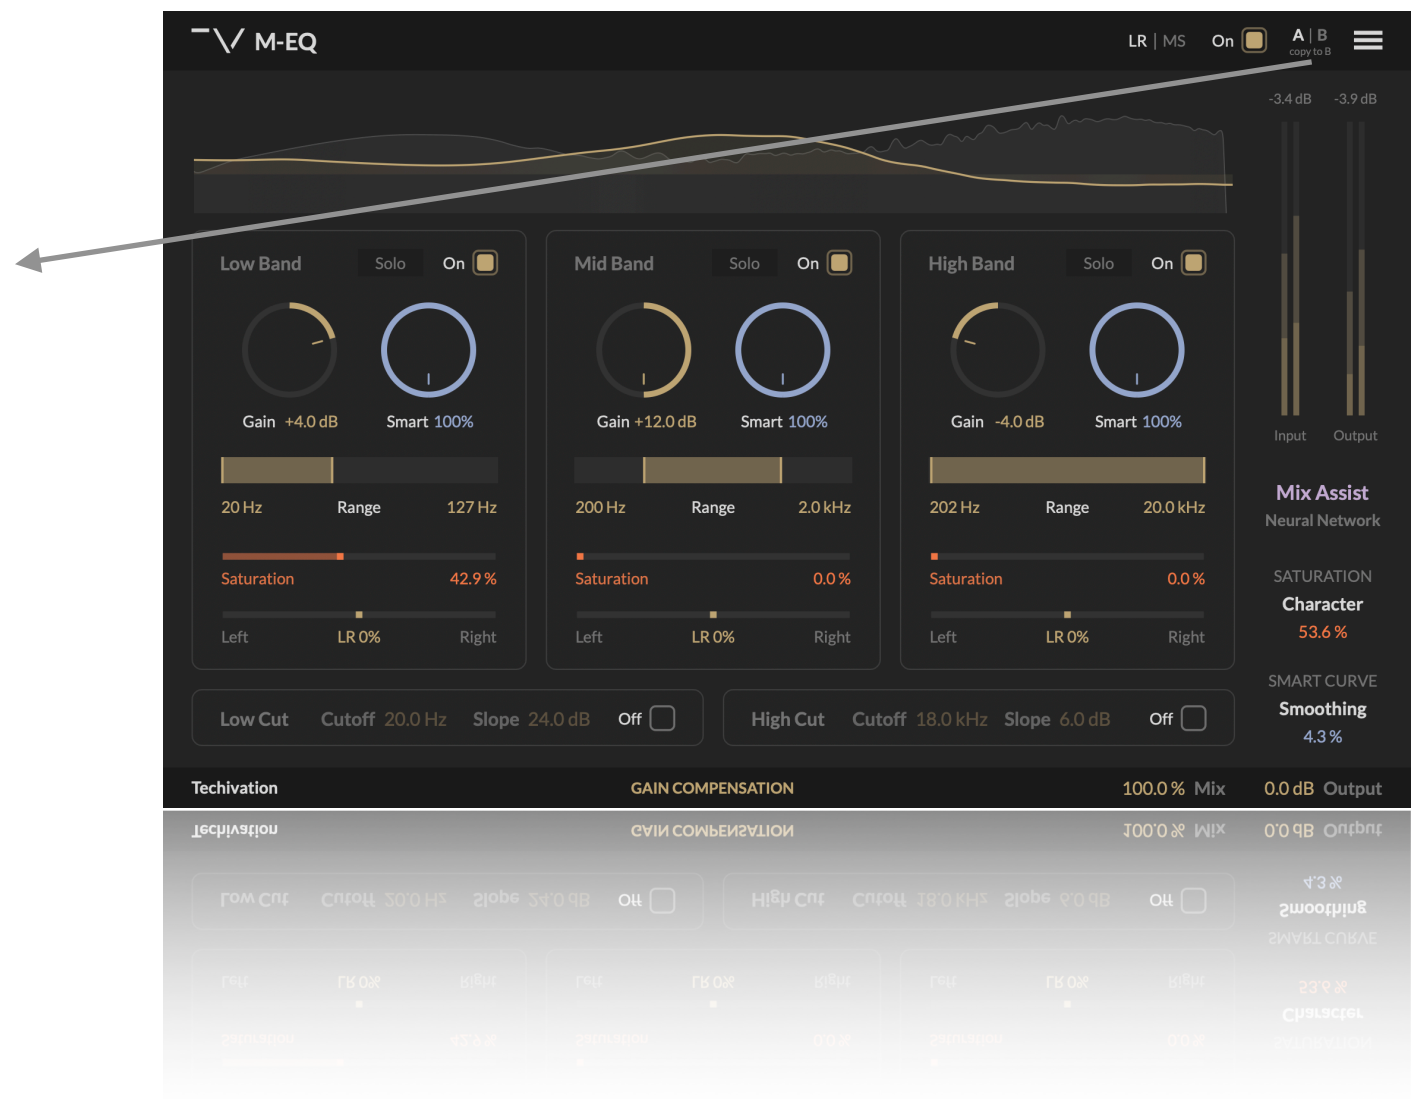 M-EQ
LR | MS On A | B
copy to B
-3.4 dB -3.9 dB
Low Band Solo On
Mid Band Solo On
High Band Solo On
Gain +4.0 dB Smart 100%
Gain +12.0 dB Smart 100%
Gain -4.0 dB Smart 100%
Input Output
20 Hz Range 127 Hz
200 Hz Range 2.0 kHz
202 Hz Range 20.0 kHz
Mix Assist
Neural Network
Saturation 42.9 %
Saturation 0.0 %
Saturation 0.0 %
SATURATION
Character
53.6 %
Left LR 0% Right
Left LR 0% Right
Left LR 0% Right
SMART CURVE
Smoothing
4.3 %
Low Cut Cutoff 20.0 Hz Slope 24.0 dB Off
High Cut Cutoff 18.0 kHz Slope 6.0 dB Off
Techivation GAIN COMPENSATION 100.0 % Mix 0.0 dB Output